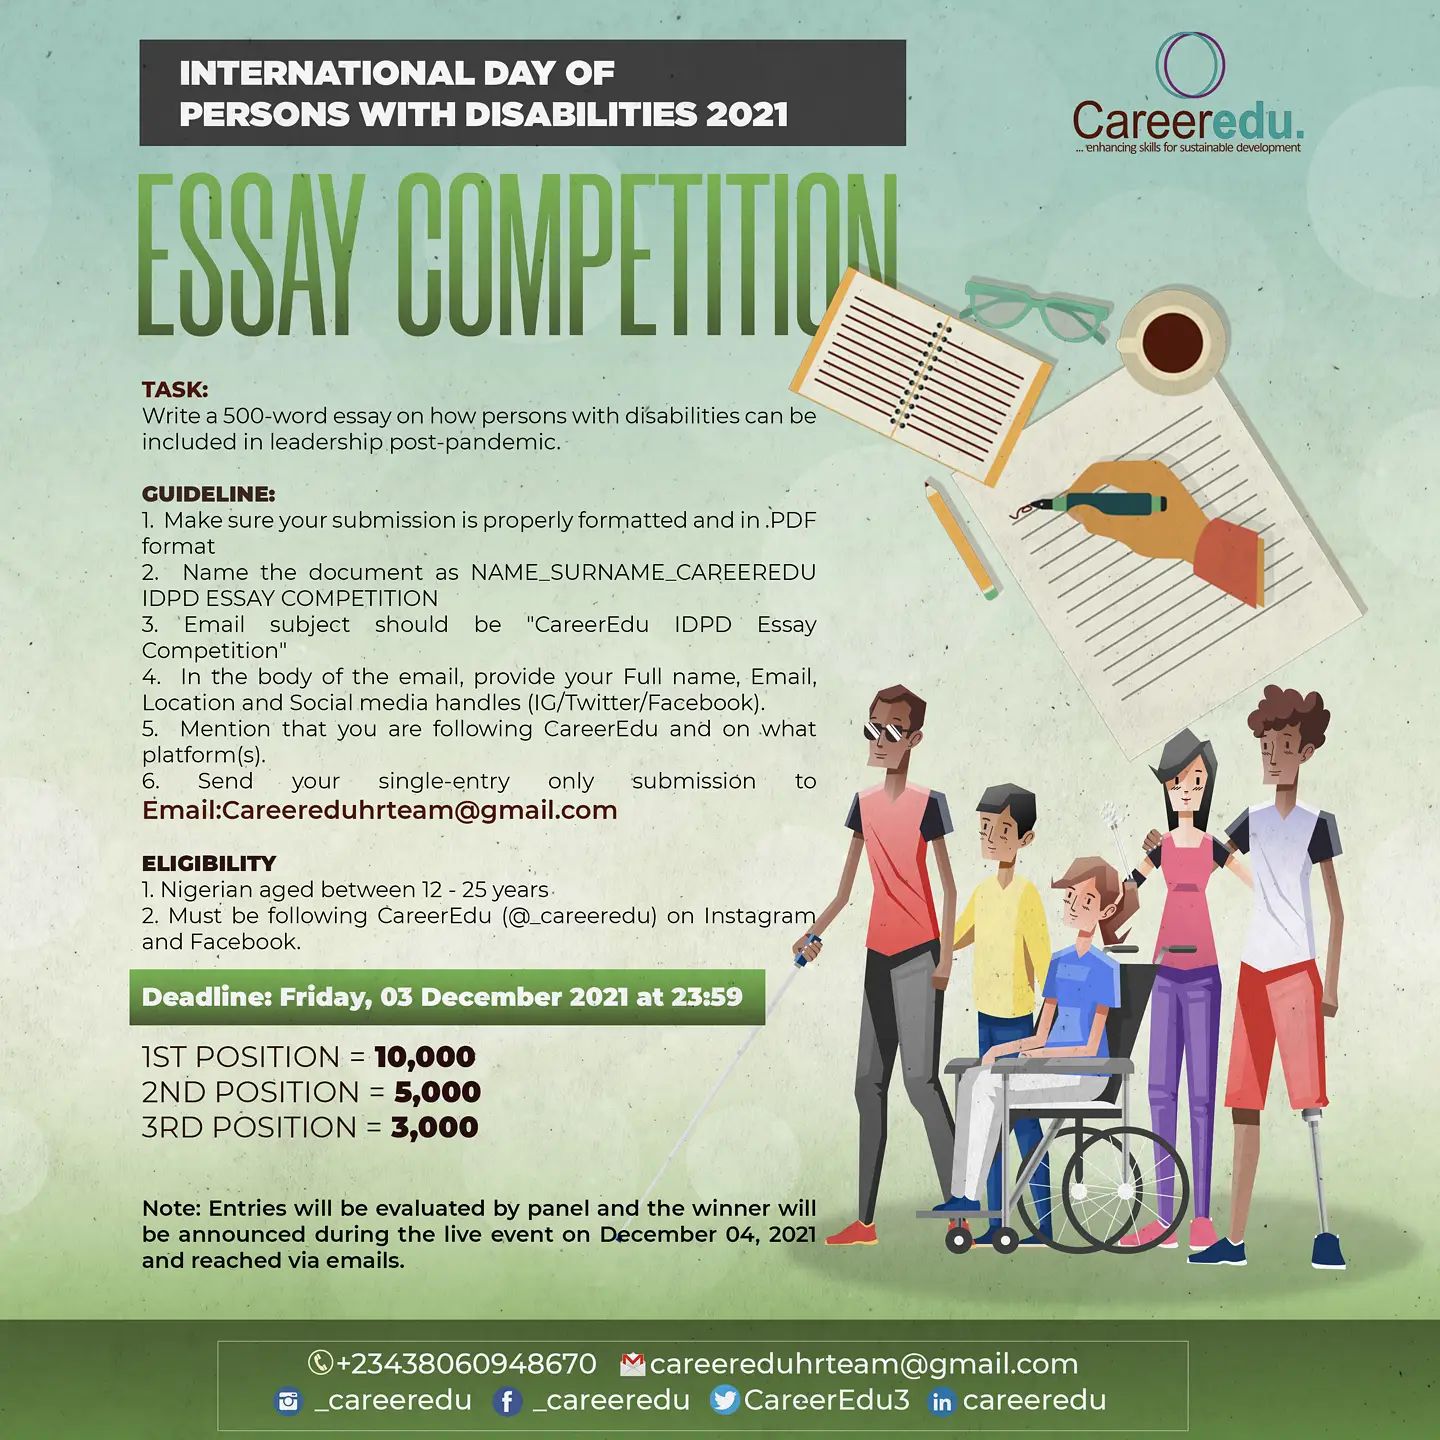 INTERNATIONAL DAY OF
PERSONS WITH DISABILITIES 2021
Careeredu.
... enhancing skills for sustainable development
ESSAY COMPETITION
TASK:
Write a 500-word essay on how persons with disabilities can be
included in leadership post-pandemic.
GUIDELINE:
1. Make sure your submission is properly formatted and in .PDF
format
2. Name the document as NAME_SURNAME_CAREEREDU
IDPD ESSAY COMPETITION
3. Email subject should be "CareerEdu IDPD Essay
Competition"
4. In the body of the email, provide your Full name, Email,
Location and Social media handles (IG/Twitter/Facebook).
5. Mention that you are following CareerEdu and on what
platform(s).
6. Send your single-entry only submission to
Email:Careereduhrteam@gmail.com
ELIGIBILITY
1. Nigerian aged between 12 - 25 years
2. Must be following CareerEdu (@_careeredu) on Instagram
and Facebook.
Deadline: Friday, 03 December 2021 at 23:59
1ST POSITION = 10,000
2ND POSITION = 5,000
3RD POSITION = 3,000
Note: Entries will be evaluated by panel and the winner will
be announced during the live event on December 04, 2021
and reached via emails.
+23438060948670 careereduhrteam@gmail.com
_careeredu _careeredu CareerEdu3 careeredu